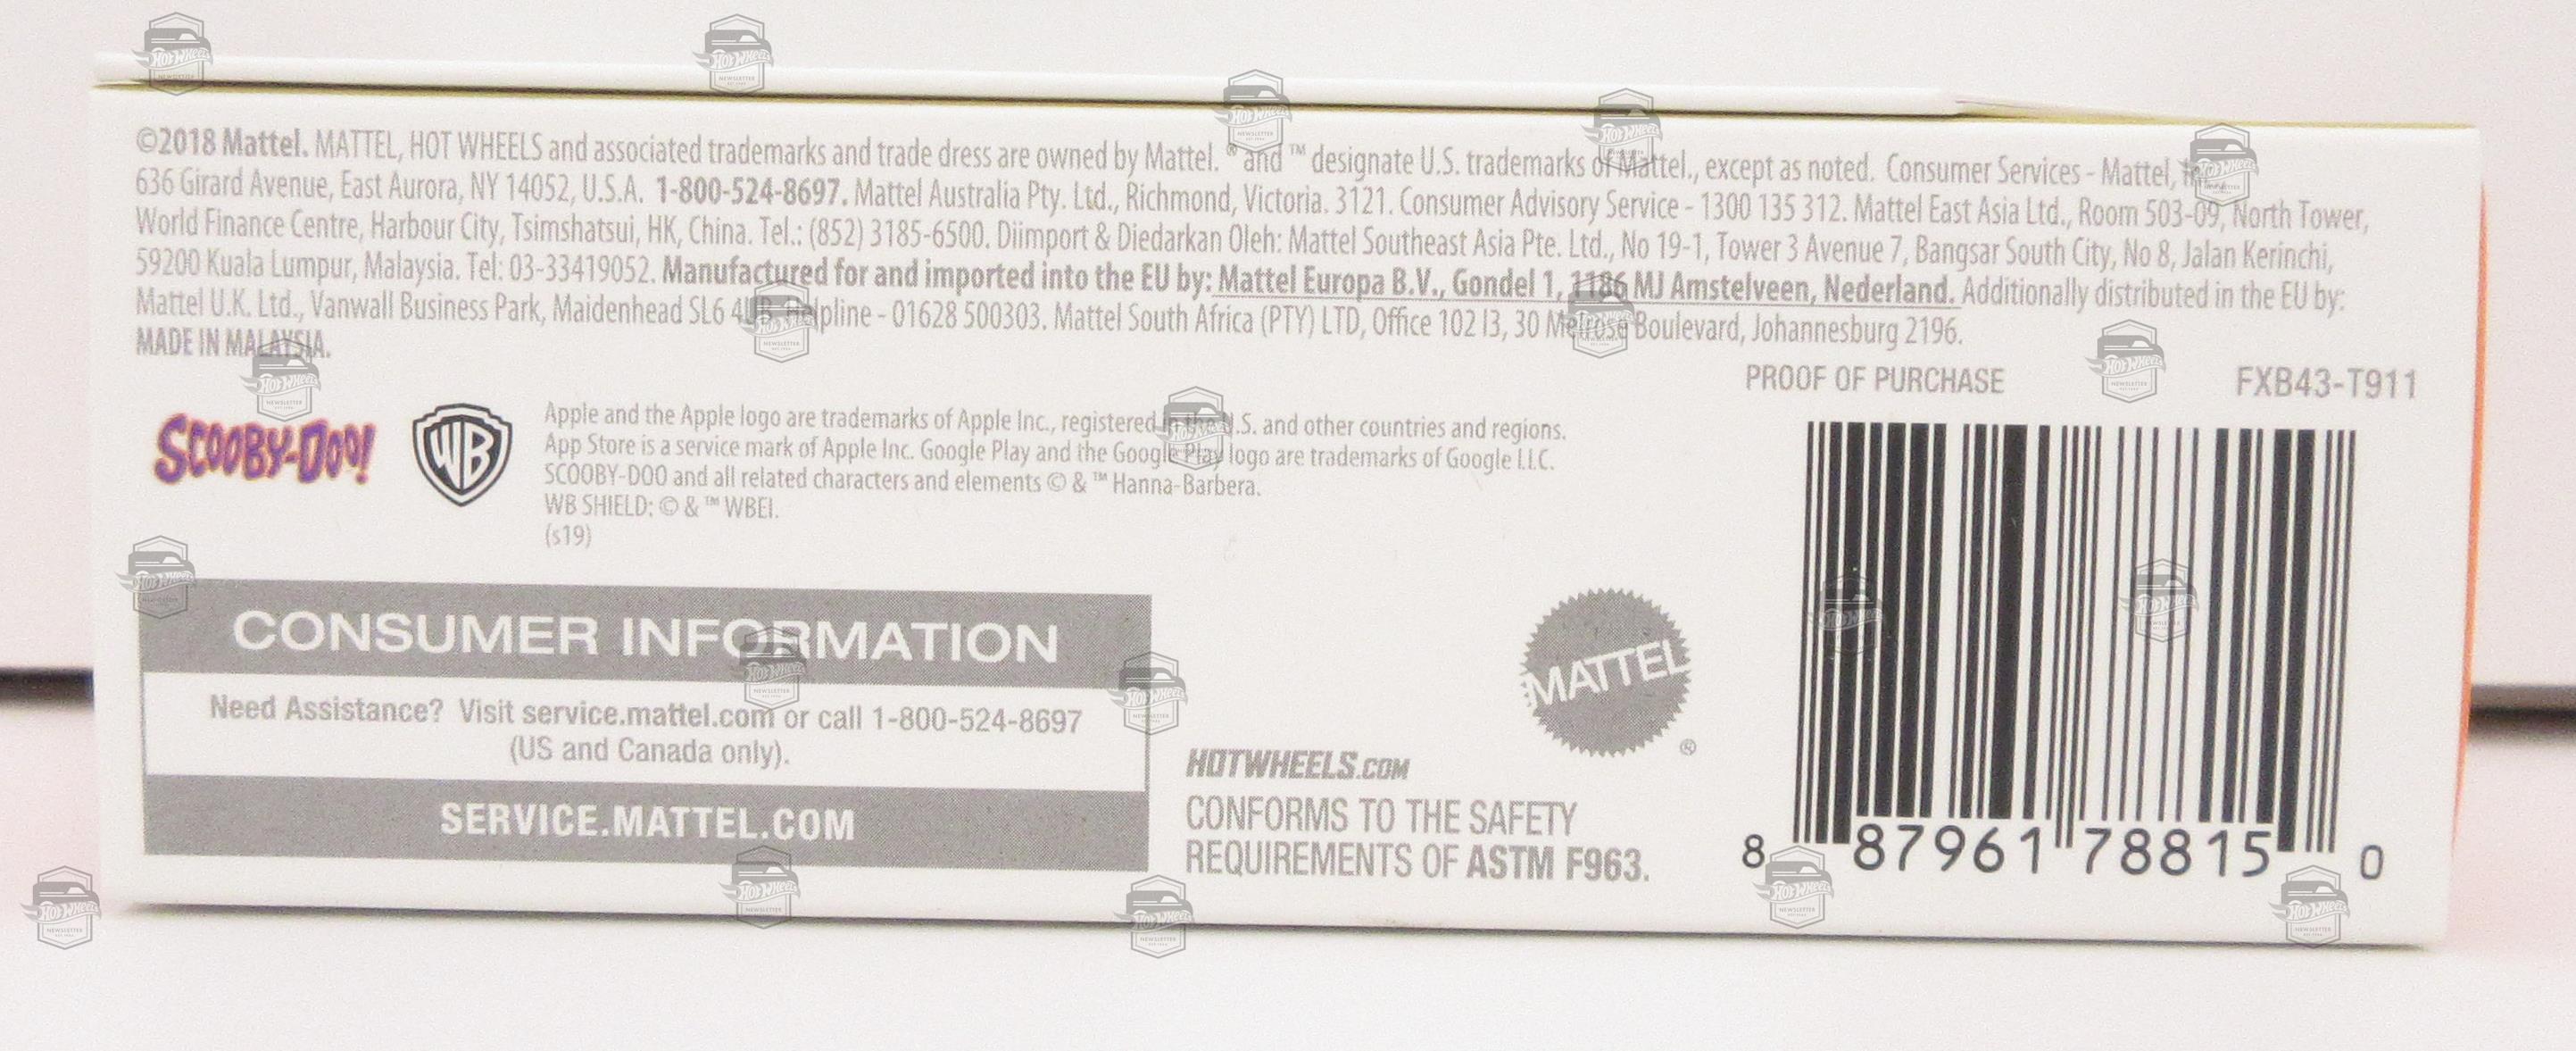 ©2018 Mattel. MATTEL, HOT WHEELS and associated trademarks and trade dress are owned by Mattel. ® and ™ designate U.S. trademarks of Mattel., except as noted. Consumer Services - Mattel,
636 Girard Avenue, East Aurora, NY 14052, U.S.A. 1-800-524-8697. Mattel Australia Pty. Ltd., Richmond, Victoria. 3121. Consumer Advisory Service - 1300 135 312. Mattel East Asia Ltd., Room 503-09, North Tower,
World Finance Centre, Harbour City, Tsimshatsui, HK, China. Tel.: (852) 3185-6500. Diimport & Diedarkan Oleh: Mattel Southeast Asia Pte. Ltd., No 19-1, Tower 3 Avenue 7, Bangsar South City, No 8, Jalan Kerinchi,
59200 Kuala Lumpur, Malaysia. Tel: 03-33419052. Manufactured for and imported into the EU by: Mattel Europa B.V., Gondel 1, 1186 MJ Amstelveen, Nederland. Additionally distributed in the EU by:
Mattel U.K. Ltd., Vanwall Business Park, Maidenhead SL6 4UB. Helpline - 01628 500303. Mattel South Africa (PTY) LTD, Office 102 I3, 30 Melrose Boulevard, Johannesburg 2196.
MADE IN MALAYSIA.
PROOF OF PURCHASE FXB43-T911
SCOOBY-DOO!
WB
Apple and the Apple logo are trademarks of Apple Inc., registered in the U.S. and other countries and regions.
App Store is a service mark of Apple Inc. Google Play and the Google Play logo are trademarks of Google LLC.
SCOOBY-DOO and all related characters and elements © & ™ Hanna-Barbera.
WB SHIELD: © & ™ WBEI.
(s19)
CONSUMER INFORMATION
Need Assistance? Visit service.mattel.com or call 1-800-524-8697
(US and Canada only).
SERVICE.MATTEL.COM
MATTEL ®
HOTWHEELS.COM
CONFORMS TO THE SAFETY
REQUIREMENTS OF ASTM F963.
8 87961 78815 0
HOT WHEELS
NEWSLETTER